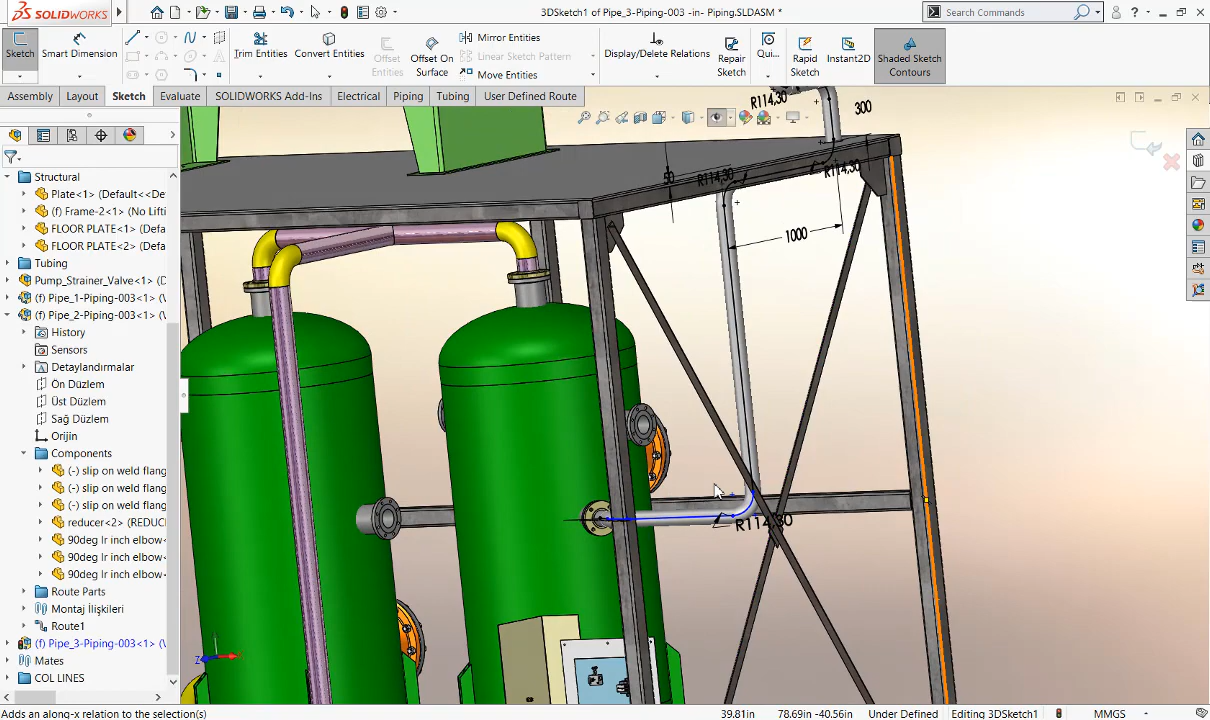 SOLIDWORKS
3DSketch1 of Pipe_3-Piping-003 -in- Piping.SLDASM *
Search Commands
Sketch
Smart Dimension
Trim Entities
Convert Entities
Offset Entities
Offset On Surface
Mirror Entities
Linear Sketch Pattern
Move Entities
Display/Delete Relations
Repair Sketch
Qui...
Rapid Sketch
Instant2D
Shaded Sketch Contours
Assembly
Layout
Sketch
Evaluate
SOLIDWORKS Add-Ins
Electrical
Piping
Tubing
User Defined Route
Structural
Plate<1> (Default<<De
(f) Frame-2<1> (No Lifti
FLOOR PLATE<1> (Defa
FLOOR PLATE<2> (Defa
Tubing
Pump_Strainer_Valve<1> (D
(f) Pipe_1-Piping-003<1> (V
(f) Pipe_2-Piping-003<1> (V
History
Sensors
Detaylandırmalar
Ön Düzlem
Üst Düzlem
Sağ Düzlem
Orijin
Components
(-) slip on weld flang
(-) slip on weld flang
(-) slip on weld flang
reducer<2> (REDUC
90deg lr inch elbow
90deg lr inch elbow
90deg lr inch elbow
Route Parts
Montaj İlişkileri
Route1
(f) Pipe_3-Piping-003<1> (V
Mates
COL LINES
R114,30
300
50
R114,30
R114,30
1000
R114,30
Z
X
Adds an along-x relation to the selection(s)
39.81in
78.69in -40.56in
Under Defined
Editing 3DSketch1
MMGS